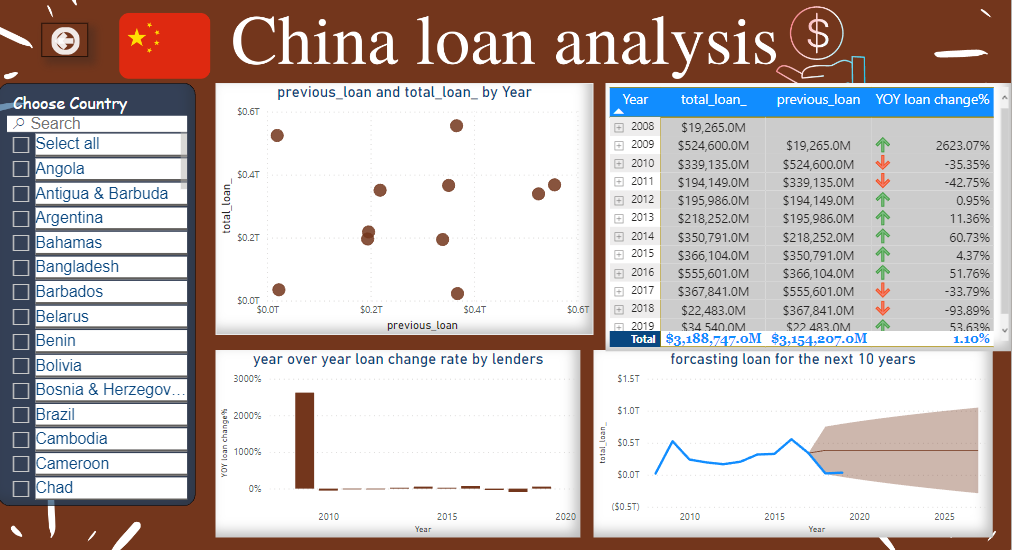 China loan analysis
$
Choose Country
Search
Select all
Angola
Antigua & Barbuda
Argentina
Bahamas
Bangladesh
Barbados
Belarus
Benin
Bolivia
Bosnia & Herzegov...
Brazil
Cambodia
Cameroon
Chad
previous_loan and total_loan_ by Year
$0.6T
$0.4T
$0.2T
$0.0T
total_loan_
$0.0T $0.2T $0.4T $0.6T
previous_loan
Year total_loan_ previous_loan YOY loan change%
2008 $19,265.0M
2009 $524,600.0M $19,265.0M 2623.07%
2010 $339,135.0M $524,600.0M -35.35%
2011 $194,149.0M $339,135.0M -42.75%
2012 $195,986.0M $194,149.0M 0.95%
2013 $218,252.0M $195,986.0M 11.36%
2014 $350,791.0M $218,252.0M 60.73%
2015 $366,104.0M $350,791.0M 4.37%
2016 $555,601.0M $366,104.0M 51.76%
2017 $367,841.0M $555,601.0M -33.79%
2018 $22,483.0M $367,841.0M -93.89%
2019 $34,540.0M $22,483.0M 53.63%
Total $3,188,747.0M $3,154,207.0M 1.10%
year over year loan change rate by lenders
3000%
2000%
1000%
0%
YOY loan change%
2010 2015 2020
Year
forcasting loan for the next 10 years
$1.5T
$1.0T
$0.5T
$0.0T
($0.5T)
total_loan_
2010 2015 2020 2025
Year